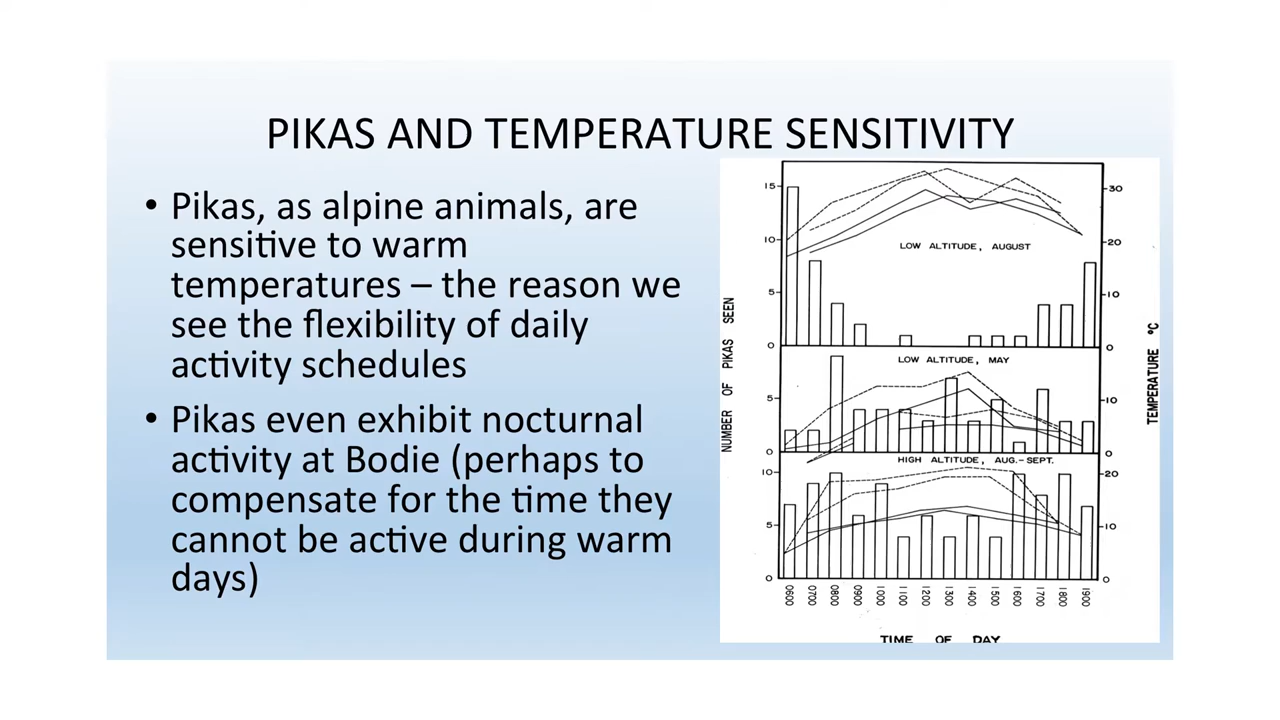 PIKAS AND TEMPERATURE SENSITIVITY
• Pikas, as alpine animals, are
sensitive to warm
temperatures – the reason we
see the flexibility of daily
activity schedules
• Pikas even exhibit nocturnal
activity at Bodie (perhaps to
compensate for the time they
cannot be active during warm
days)
NUMBER OF PIKAS SEEN
15
10
5
0
LOW ALTITUDE, AUGUST
30
20
10
0
5
0
LOW ALTITUDE, MAY
10
0
10
5
0
HIGH ALTITUDE, AUG.-SEPT.
20
10
0
TEMPERATURE °C
0600 0700 0800 0900 1000 1100 1200 1300 1400 1500 1600 1700 1800 1900
TIME OF DAY